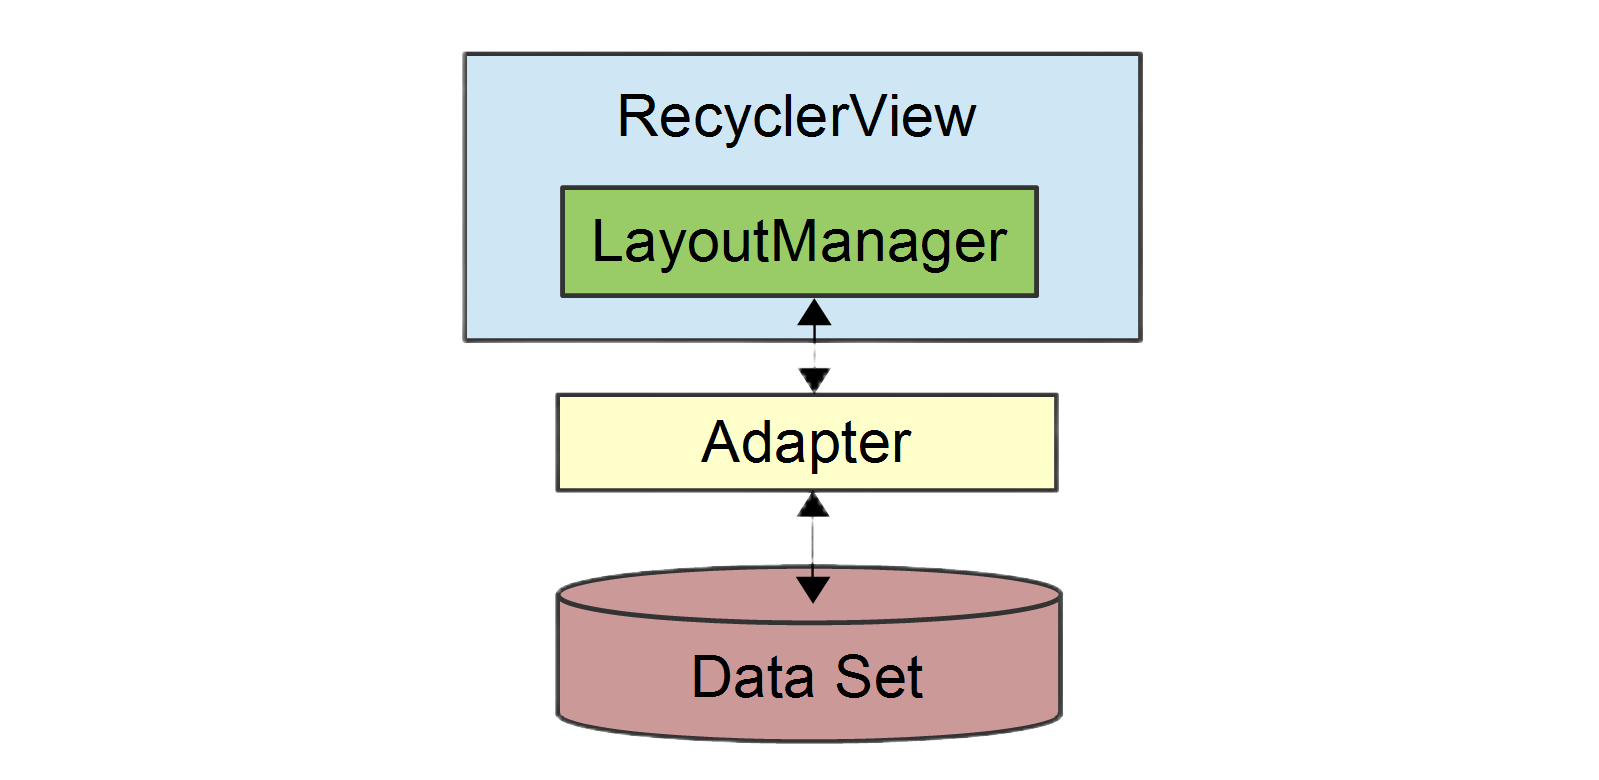 RecyclerView
LayoutManager
Adapter
Data Set